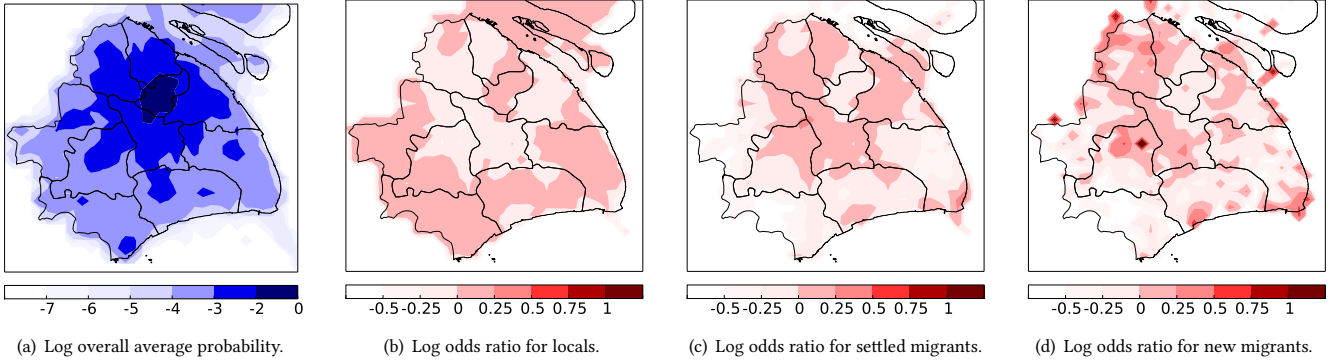 -7 -6 -5 -4 -3 -2 0
-0.5 -0.25 0 0.25 0.5 0.75 1
-0.5 -0.25 0 0.25 0.5 0.75 1
-0.5 -0.25 0 0.25 0.5 0.75 1
(a) Log overall average probability.
(b) Log odds ratio for locals.
(c) Log odds ratio for settled migrants.
(d) Log odds ratio for new migrants.